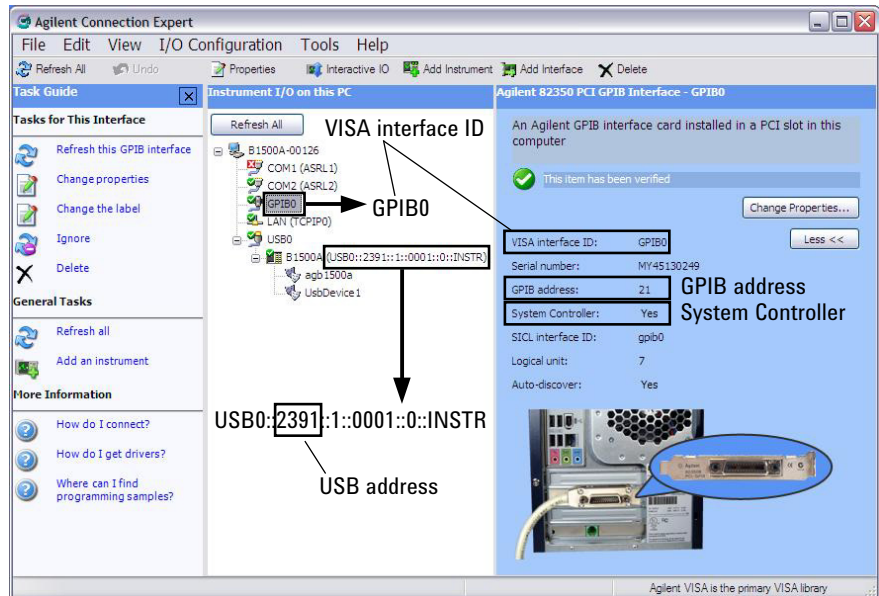 Agilent Connection Expert
File Edit View I/O Configuration Tools Help
Refresh All Undo Properties Interactive IO Add Instrument Add Interface Delete
Task Guide
Tasks for This Interface
Refresh this GPIB interface
Change properties
Change the label
Ignore
Delete
General Tasks
Refresh all
Add an instrument
More Information
How do I connect?
How do I get drivers?
Where can I find
programming samples?
Instrument I/O on this PC
Refresh All
VISA interface ID
B1500A-00126
COM1 (ASRL1)
COM2 (ASRL2)
GPIB0
GPIB0
LAN (TCPIP0)
USB0
B1500A (USB0::2391::1::0001::0::INSTR)
agb1500a
UsbDevice1
USB0::2391::1::0001::0::INSTR
USB address
Agilent 82350 PCI GPIB Interface - GPIB0
An Agilent GPIB interface card installed in a PCI slot in this
computer
This item has been verified
Change Properties...
Less <<
VISA interface ID: GPIB0
Serial number: MY45130249
GPIB address: 21
GPIB address
System Controller: Yes
System Controller
SICL interface ID: gpib0
Logical unit: 7
Auto-discover: Yes
Agilent
Agilent VISA is the primary VISA library